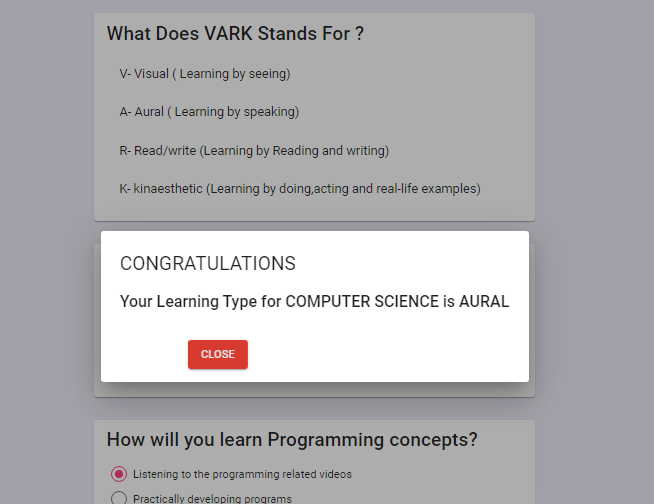 What Does VARK Stands For ?
V- Visual ( Learning by seeing)
A- Aural ( Learning by speaking)
R- Read/write (Learning by Reading and writing)
K- kinaesthetic (Learning by doing,acting and real-life examples)
CONGRATULATIONS
Your Learning Type for COMPUTER SCIENCE is AURAL
CLOSE
How will you learn Programming concepts?
Listening to the programming related videos
Practically developing programs